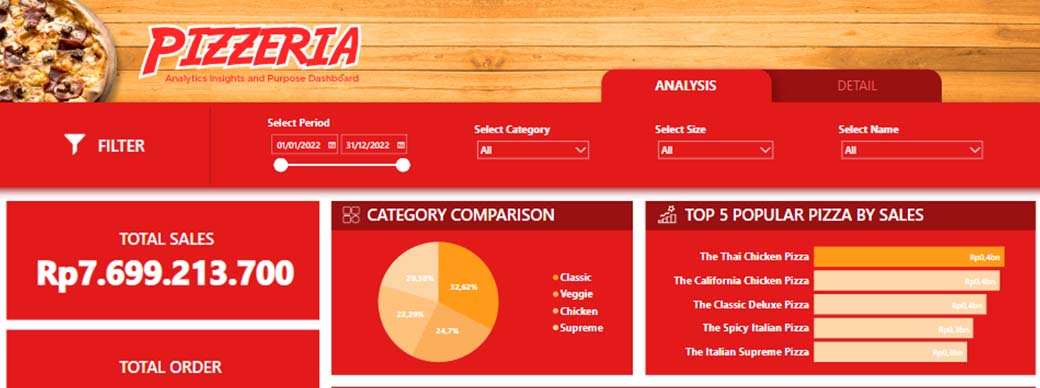 PIZZERIA
Analytics Insights and Purpose Dashboard
ANALYSIS
DETAIL
FILTER
Select Period
01/01/2022
31/12/2022
Select Category
All
Select Size
All
Select Name
All
TOTAL SALES
Rp7.699.213.700
TOTAL ORDER
CATEGORY COMPARISON
20,38%
32,62%
22,29%
24,7%
Classic
Veggie
Chicken
Supreme
TOP 5 POPULAR PIZZA BY SALES
The Thai Chicken Pizza Rp0,4bn
The California Chicken Pizza Rp0,4bn
The Classic Deluxe Pizza Rp0,4bn
The Spicy Italian Pizza Rp0,3bn
The Italian Supreme Pizza Rp0,3bn